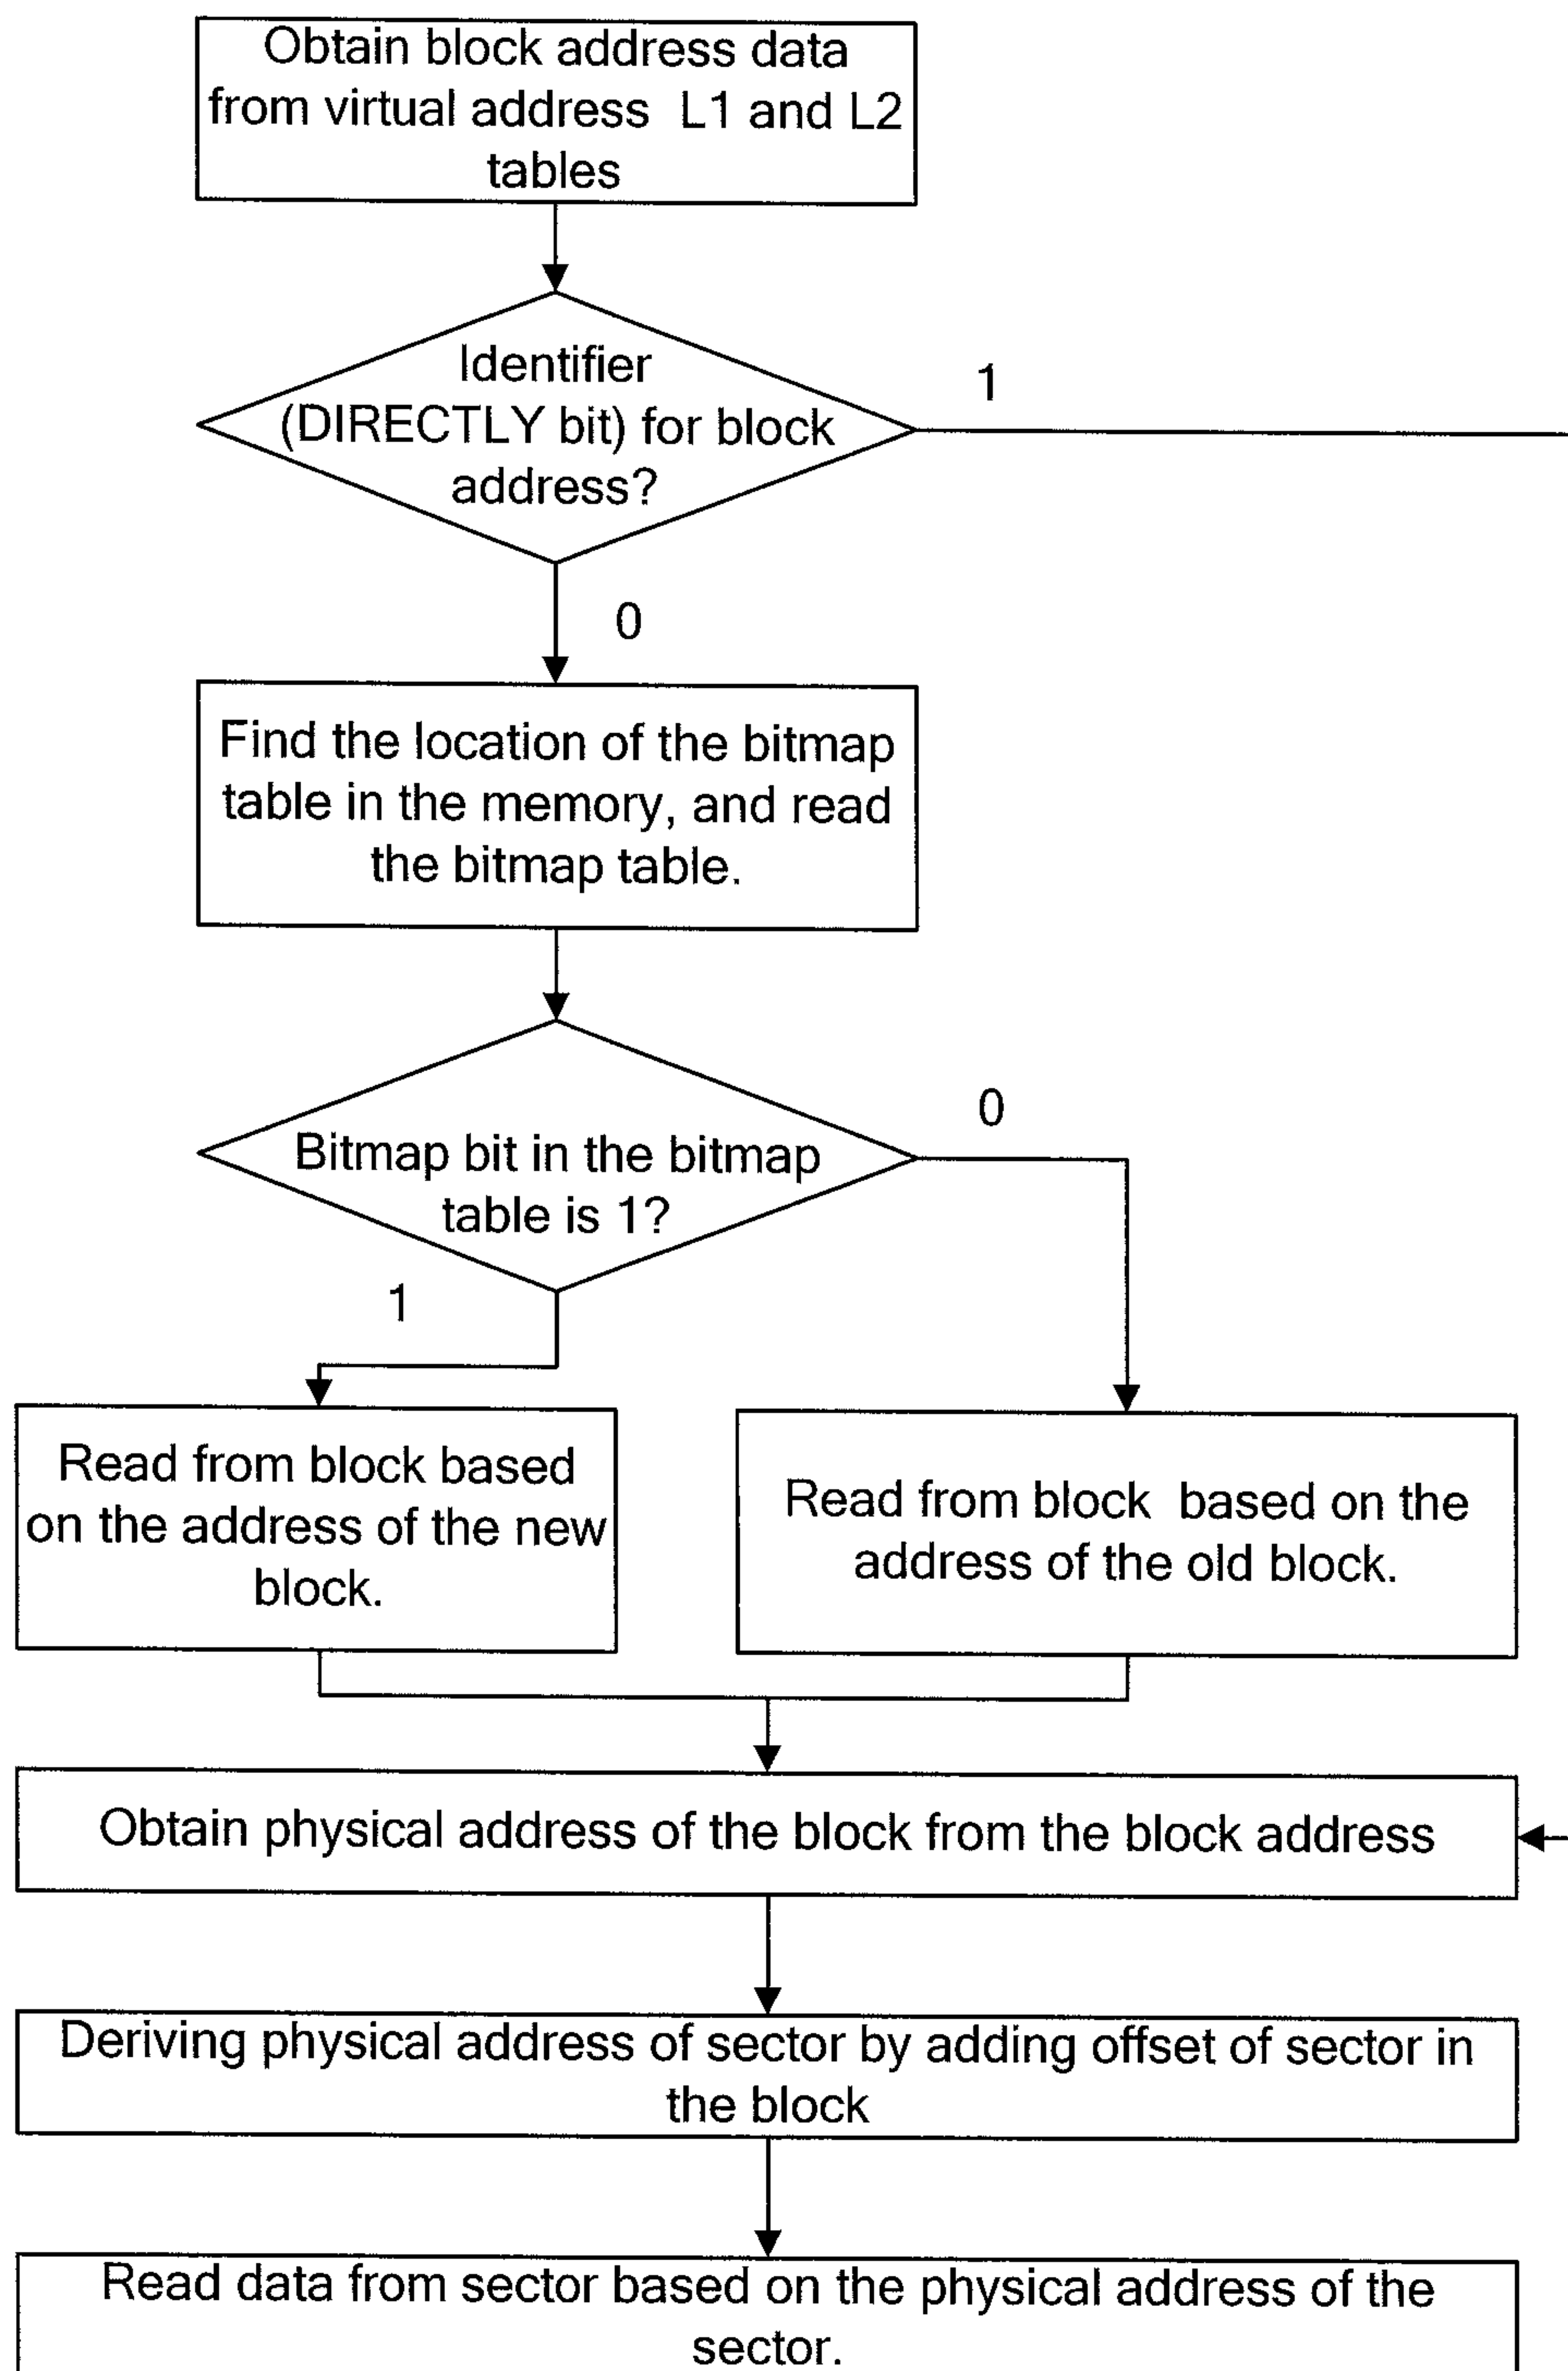 Obtain block address data
from virtual address L1 and L2
tables
Identifier
(DIRECTLY bit) for block
address?
1
0
Find the location of the bitmap
table in the memory, and read
the bitmap table.
Bitmap bit in the bitmap
table is 1?
0
1
Read from block based
on the address of the new
block.
Read from block based on the
address of the old block.
Obtain physical address of the block from the block address
Deriving physical address of sector by adding offset of sector in
the block
Read data from sector based on the physical address of the
sector.